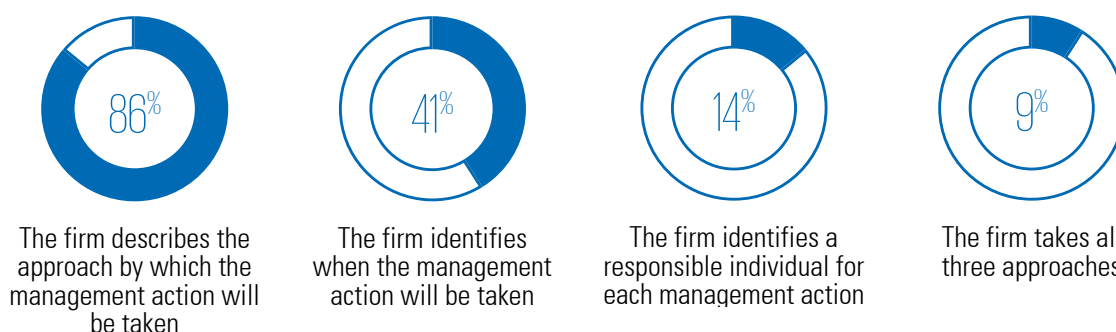 86%
41%
14%
9%
The firm describes the
approach by which the
management action will
be taken
The firm identifies
when the management
action will be taken
The firm identifies a
responsible individual for
each management action
The firm takes al
three approaches